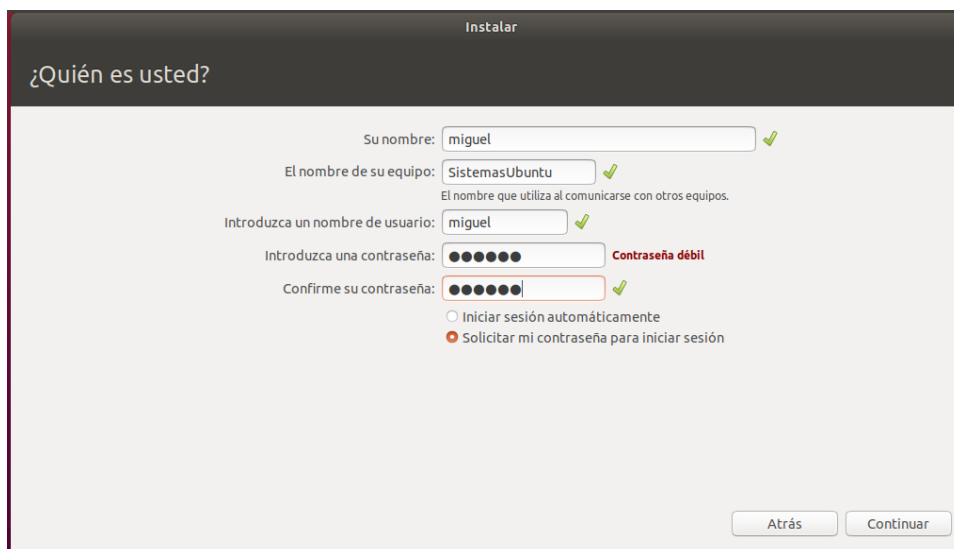 Instalar
¿Quién es usted?
Su nombre: miguel
El nombre de su equipo: SistemasUbuntu
El nombre que utiliza al comunicarse con otros equipos.
Introduzca un nombre de usuario: miguel
Introduzca una contraseña: ●●●●●● Contraseña débil
Confirme su contraseña: ●●●●●●
Iniciar sesión automáticamente
Solicitar mi contraseña para iniciar sesión
Atrás Continuar